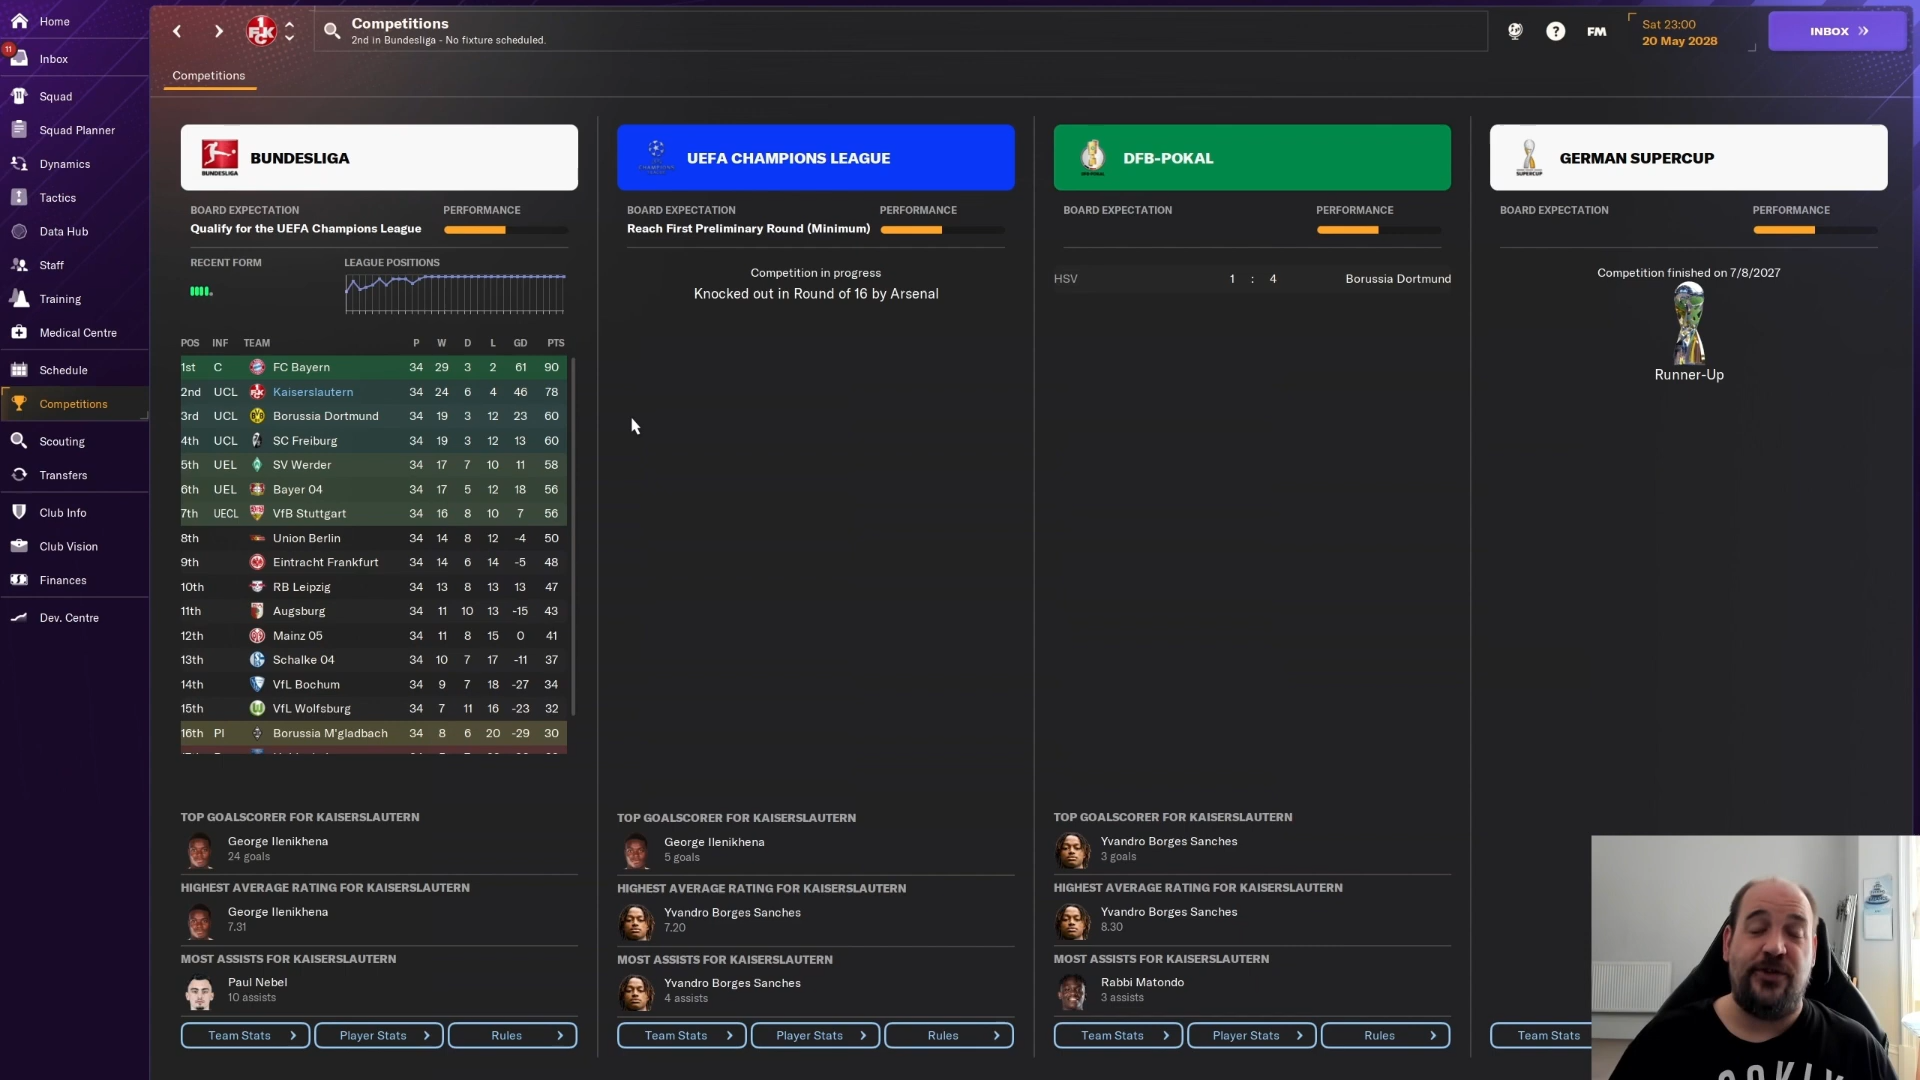 Home
11
Inbox
Squad
Squad Planner
Dynamics
Tactics
Data Hub
Staff
Training
Medical Centre
Schedule
Competitions
Scouting
Transfers
Club Info
Club Vision
Finances
Dev. Centre
Competitions
2nd in Bundesliga - No fixture scheduled.
FM
Sat 23:00
20 May 2028
INBOX
Competitions
BUNDESLIGA
BUNDESLIGA
BOARD EXPECTATION PERFORMANCE
Qualify for the UEFA Champions League
RECENT FORM LEAGUE POSITIONS
POS INF TEAM P W D L GD PTS
1st C FC Bayern 34 29 3 2 61 90
2nd UCL Kaiserslautern 34 24 6 4 46 78
3rd UCL Borussia Dortmund 34 19 3 12 23 60
4th UCL SC Freiburg 34 19 3 12 13 60
5th UEL SV Werder 34 17 7 10 11 58
6th UEL Bayer 04 34 17 5 12 18 56
7th UECL VfB Stuttgart 34 16 8 10 7 56
8th Union Berlin 34 14 8 12 -4 50
9th Eintracht Frankfurt 34 14 6 14 -5 48
10th RB Leipzig 34 13 8 13 13 47
11th Augsburg 34 11 10 13 -15 43
12th Mainz 05 34 11 8 15 0 41
13th Schalke 04 34 10 7 17 -11 37
14th VfL Bochum 34 9 7 18 -27 34
15th VfL Wolfsburg 34 7 11 16 -23 32
16th Pl Borussia M'gladbach 34 8 6 20 -29 30
TOP GOALSCORER FOR KAISERSLAUTERN
George Ilenikhena
24 goals
HIGHEST AVERAGE RATING FOR KAISERSLAUTERN
George Ilenikhena
7.31
MOST ASSISTS FOR KAISERSLAUTERN
Paul Nebel
10 assists
Team Stats Player Stats Rules
UEFA CHAMPIONS LEAGUE
BOARD EXPECTATION PERFORMANCE
Reach First Preliminary Round (Minimum)
Competition in progress
Knocked out in Round of 16 by Arsenal
TOP GOALSCORER FOR KAISERSLAUTERN
George Ilenikhena
5 goals
HIGHEST AVERAGE RATING FOR KAISERSLAUTERN
Yvandro Borges Sanches
7.20
MOST ASSISTS FOR KAISERSLAUTERN
Yvandro Borges Sanches
4 assists
Team Stats Player Stats Rules
DFB-POKAL
BOARD EXPECTATION PERFORMANCE
HSV 1 : 4 Borussia Dortmund
TOP GOALSCORER FOR KAISERSLAUTERN
Yvandro Borges Sanches
3 goals
HIGHEST AVERAGE RATING FOR KAISERSLAUTERN
Yvandro Borges Sanches
8.30
MOST ASSISTS FOR KAISERSLAUTERN
Rabbi Matondo
3 assists
Team Stats Player Stats Rules
GERMAN SUPERCUP
SUPERCUP
BOARD EXPECTATION PERFORMANCE
Competition finished on 7/8/2027
Runner-Up
Team Stats